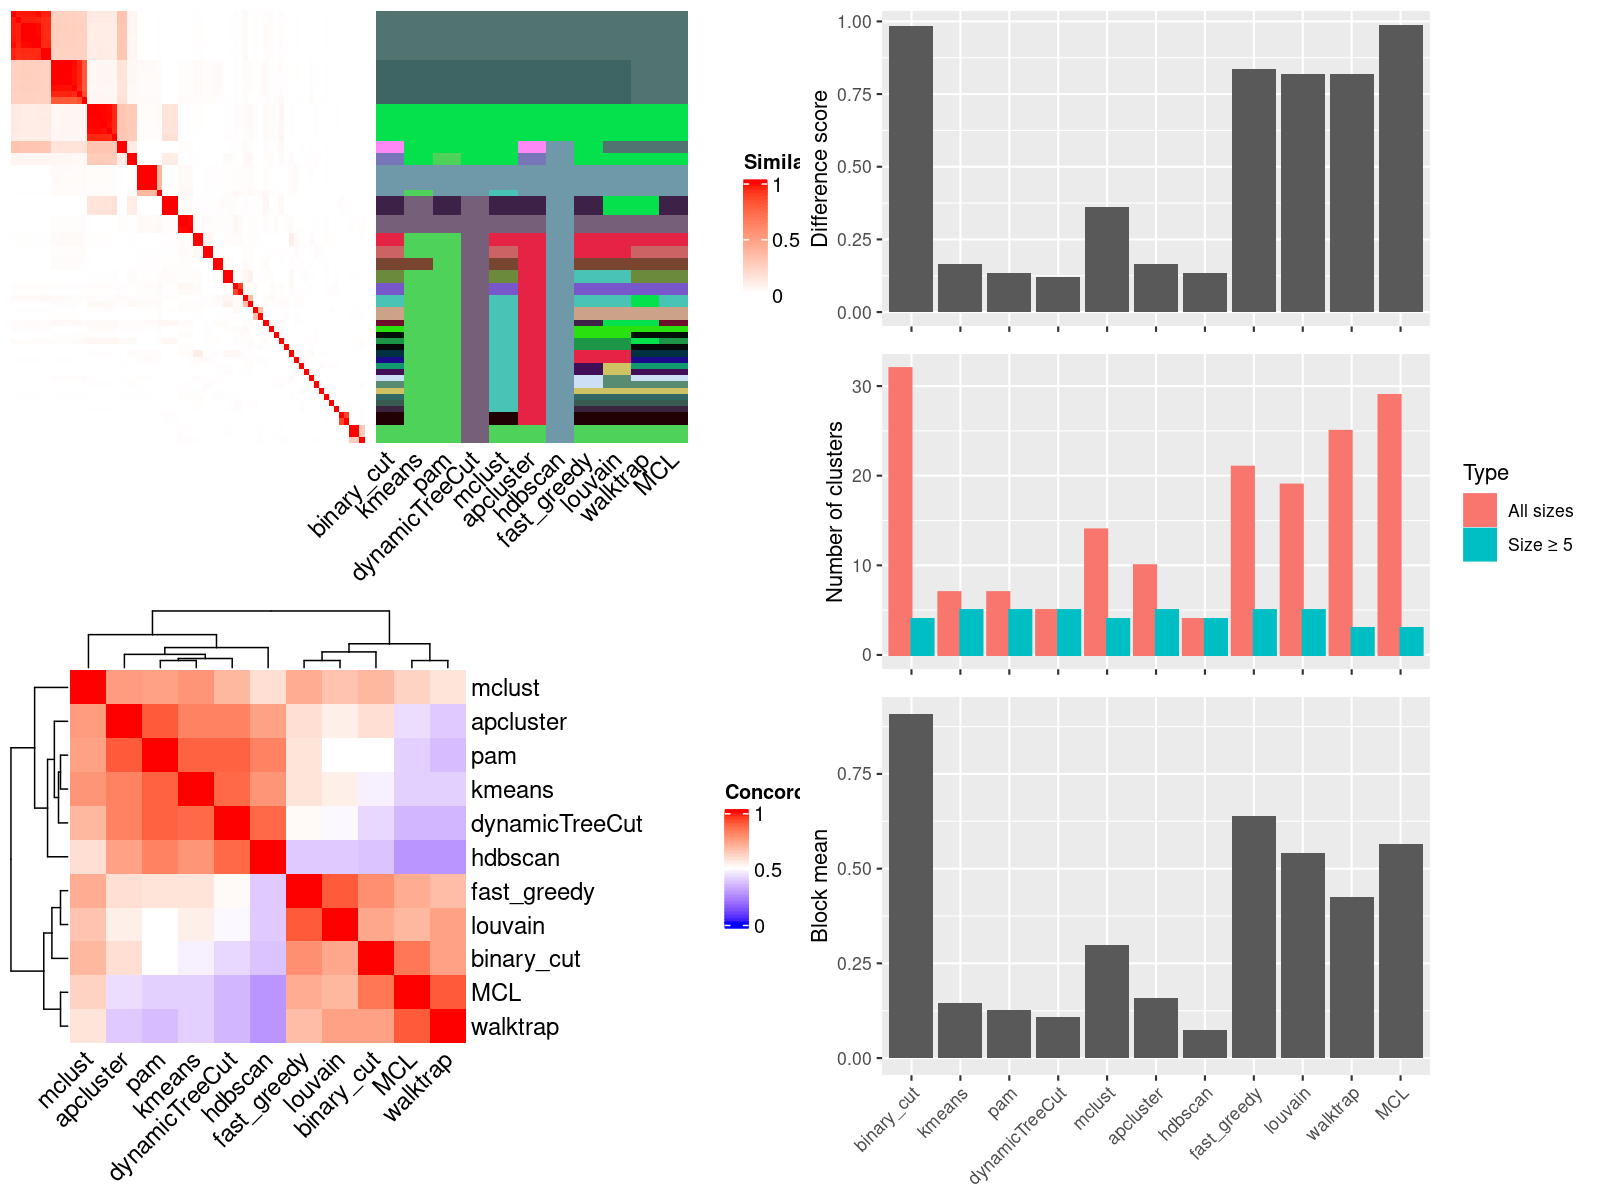 Simila
1
0.5
0
binary_cut
kmeans
pam
dynamicTreeCut
mclust
apcluster
hdbscan
fast_greedy
louvain
walktrap
MCL
mclust
apcluster
pam
kmeans
dynamicTreeCut
hdbscan
fast_greedy
louvain
binary_cut
MCL
walktrap
mclust
apcluster
pam
kmeans
dynamicTreeCut
hdbscan
fast_greedy
louvain
binary_cut
MCL
walktrap
Concord
1
0.5
0
Difference score
1.00
0.75
0.50
0.25
0.00
Number of clusters
30
20
10
0
Type
All sizes
Size ≥ 5
Block mean
0.75
0.50
0.25
0.00
binary_cut
kmeans
pam
dynamicTreeCut
mclust
apcluster
hdbscan
fast_greedy
louvain
walktrap
MCL